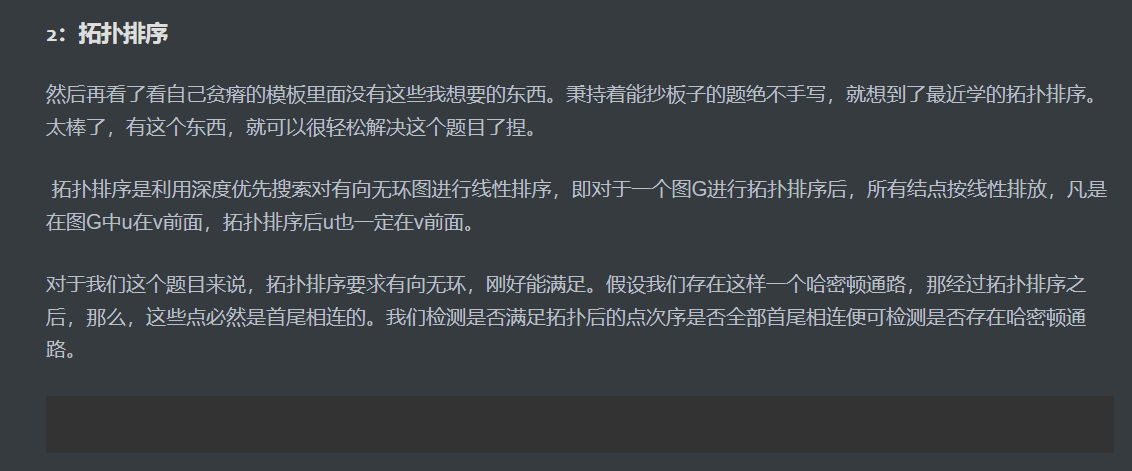 2：拓扑排序
然后再看了看自己贫瘠的模板里面没有这些我想要的东西。秉持着能抄板子的题绝不手写，就想到了最近学的拓扑排序。
太棒了，有这个东西，就可以很轻松解决这个题目了捏。
拓扑排序是利用深度优先搜索对有向无环图进行线性排序，即对于一个图G进行拓扑排序后，所有结点按线性排放，凡是
在图G中u在v前面，拓扑排序后u也一定在v前面。
对于我们这个题目来说，拓扑排序要求有向无环，刚好能满足。假设我们存在这样一个哈密顿通路，那经过拓扑排序之
后，那么，这些点必然是首尾相连的。我们检测是否满足拓扑后的点次序是否全部首尾相连便可检测是否存在哈密顿通
路。